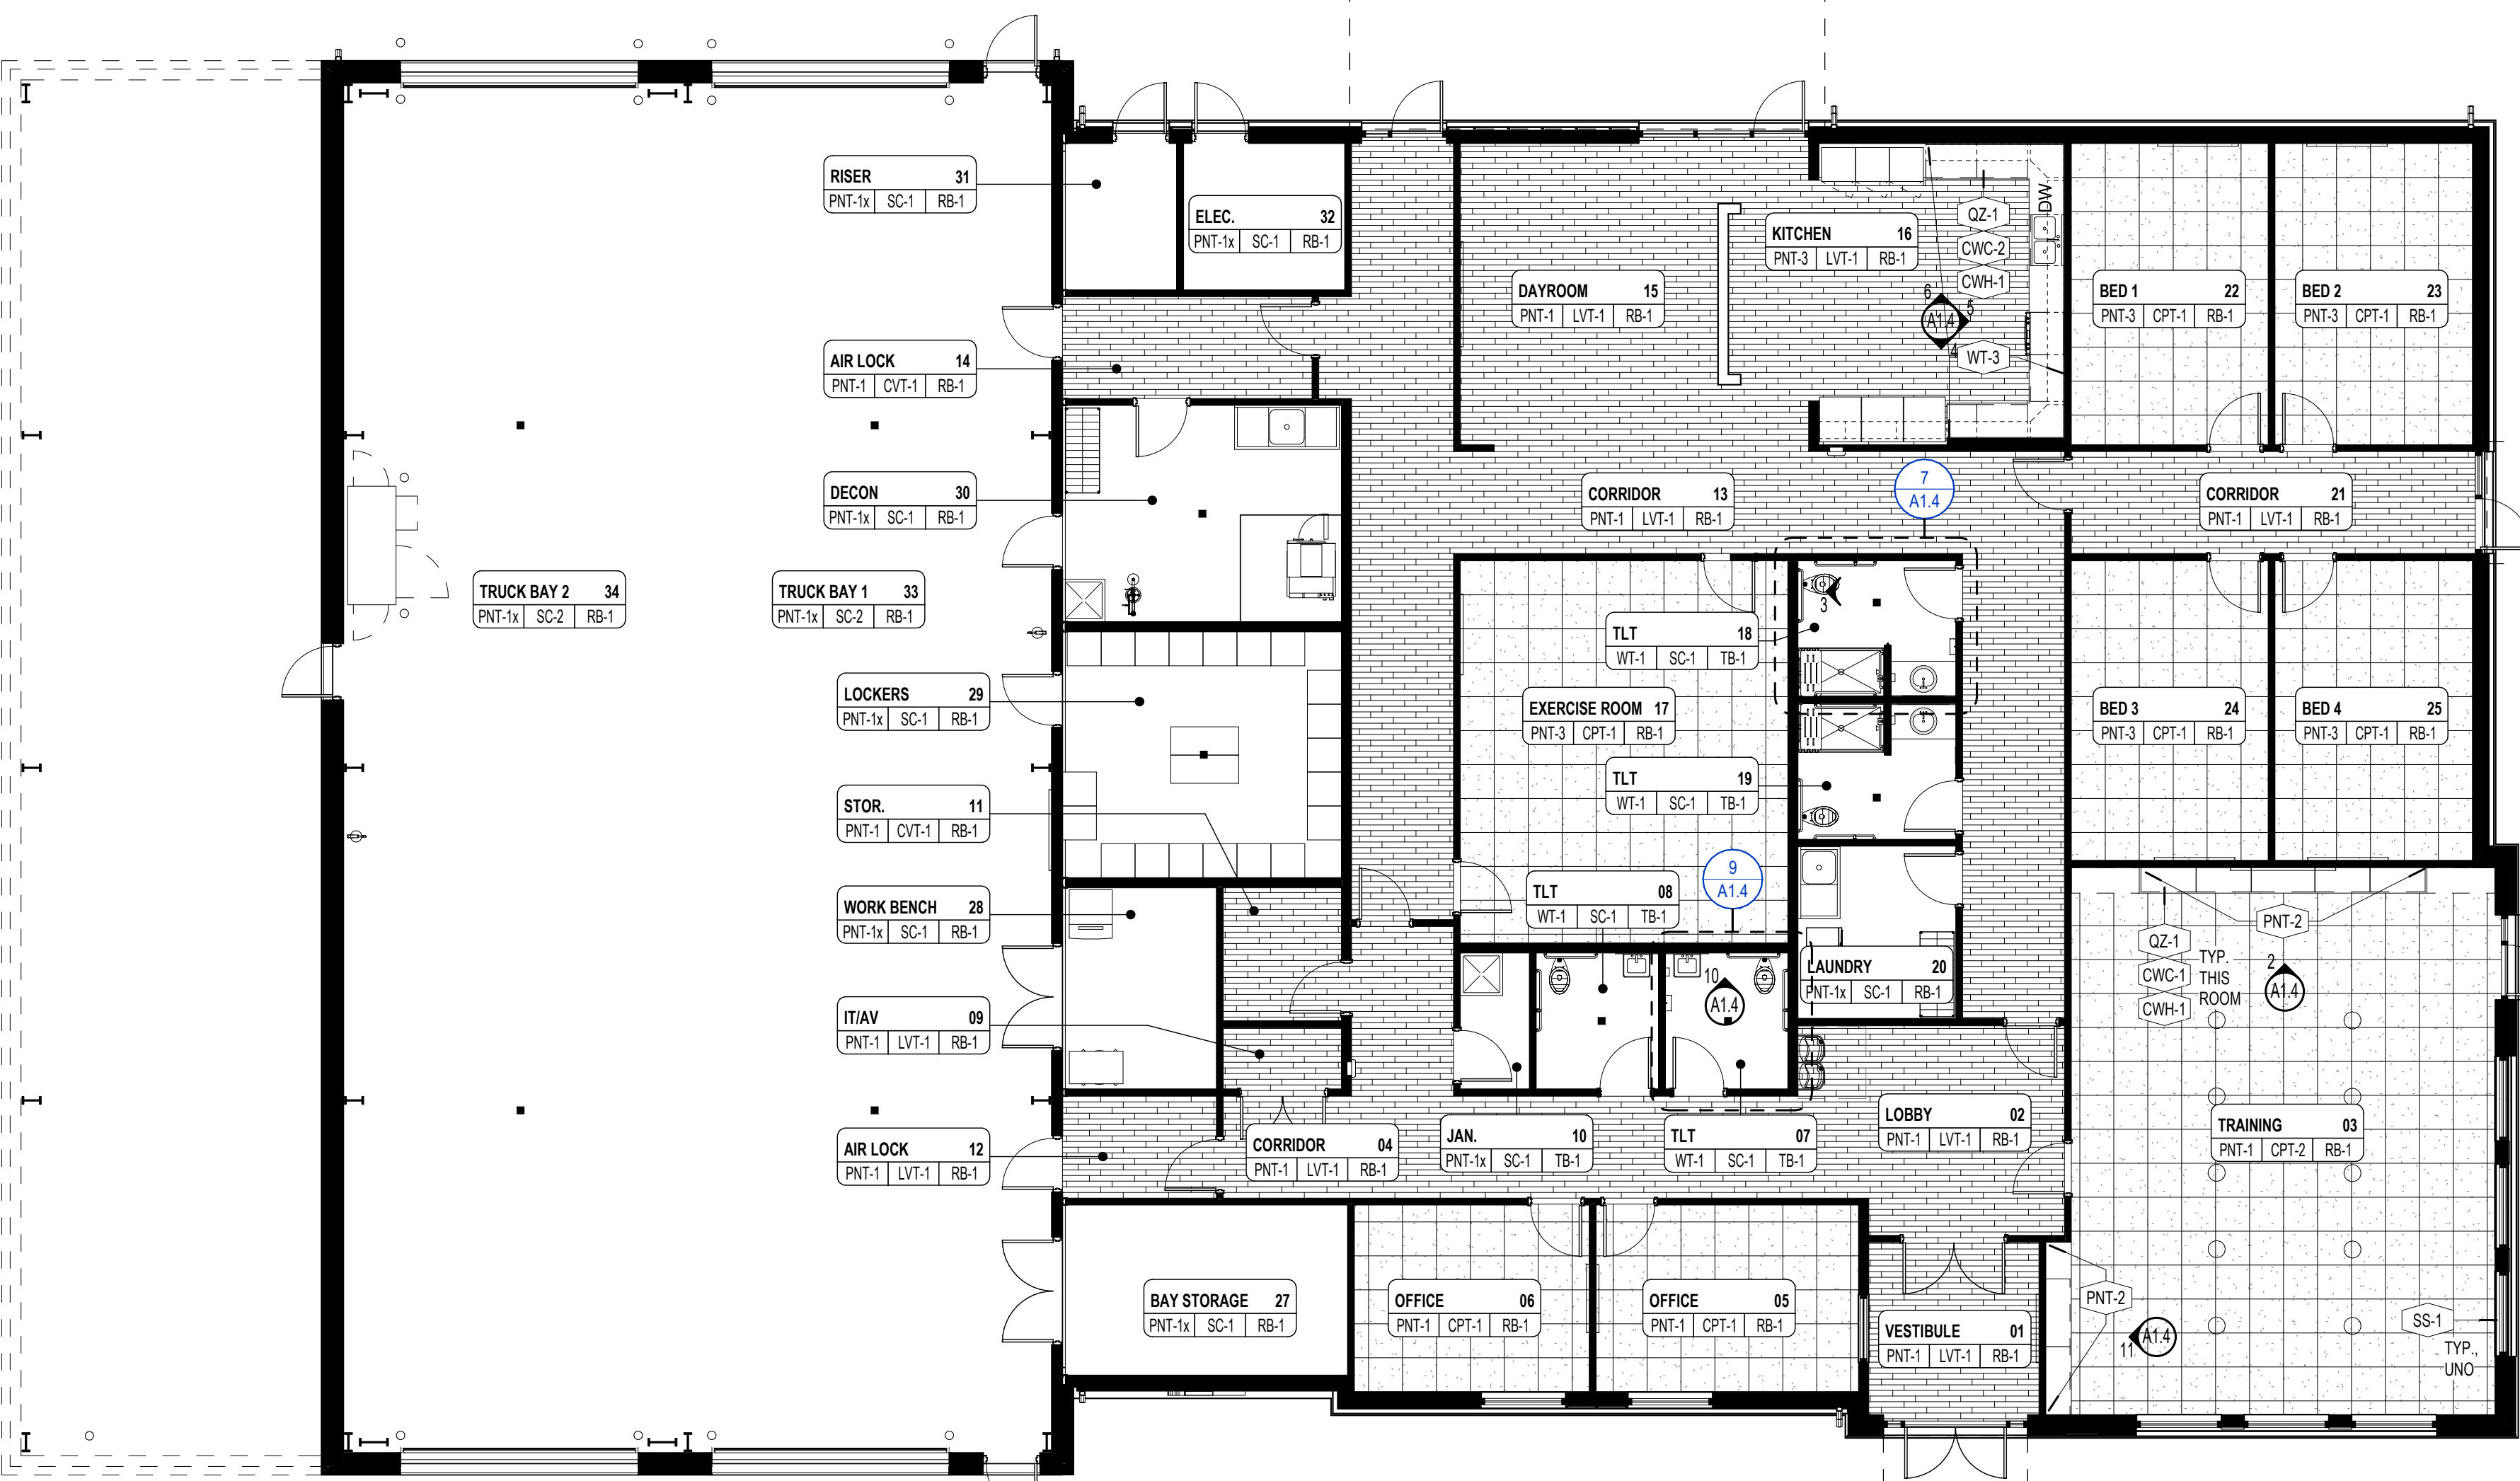 RISER 31
PNT-1x SC-1 RB-1
ELEC. 32
PNT-1x SC-1 RB-1
AIR LOCK 14
PNT-1 CVT-1 RB-1
DECON 30
PNT-1x SC-1 RB-1
TRUCK BAY 2 34
PNT-1x SC-2 RB-1
TRUCK BAY 1 33
PNT-1x SC-2 RB-1
LOCKERS 29
PNT-1x SC-1 RB-1
STOR. 11
PNT-1 CVT-1 RB-1
WORK BENCH 28
PNT-1x SC-1 RB-1
IT/AV 09
PNT-1 LVT-1 RB-1
AIR LOCK 12
PNT-1 LVT-1 RB-1
DAYROOM 15
PNT-1 LVT-1 RB-1
KITCHEN 16
PNT-3 LVT-1 RB-1
QZ-1
CWC-2
CWH-1
DW
6
5
A1.4
4
WT-3
BED 1 22
PNT-3 CPT-1 RB-1
BED 2 23
PNT-3 CPT-1 RB-1
CORRIDOR 13
PNT-1 LVT-1 RB-1
7
A1.4
CORRIDOR 21
PNT-1 LVT-1 RB-1
3
TLT 18
WT-1 SC-1 TB-1
EXERCISE ROOM 17
PNT-3 CPT-1 RB-1
TLT 19
WT-1 SC-1 TB-1
BED 3 24
PNT-3 CPT-1 RB-1
BED 4 25
PNT-3 CPT-1 RB-1
9
A1.4
TLT 08
WT-1 SC-1 TB-1
10
A1.4
LAUNDRY 20
PNT-1x SC-1 RB-1
PNT-2
QZ-1
CWC-1
CWH-1
TYP.
THIS
ROOM
2
A1.4
CORRIDOR 04
PNT-1 LVT-1 RB-1
JAN. 10
PNT-1x SC-1 TB-1
TLT 07
WT-1 SC-1 TB-1
LOBBY 02
PNT-1 LVT-1 RB-1
TRAINING 03
PNT-1 CPT-2 RB-1
BAY STORAGE 27
PNT-1x SC-1 RB-1
OFFICE 06
PNT-1 CPT-1 RB-1
OFFICE 05
PNT-1 CPT-1 RB-1
VESTIBULE 01
PNT-1 LVT-1 RB-1
PNT-2
11
A1.4
SS-1
TYP.,
UNO